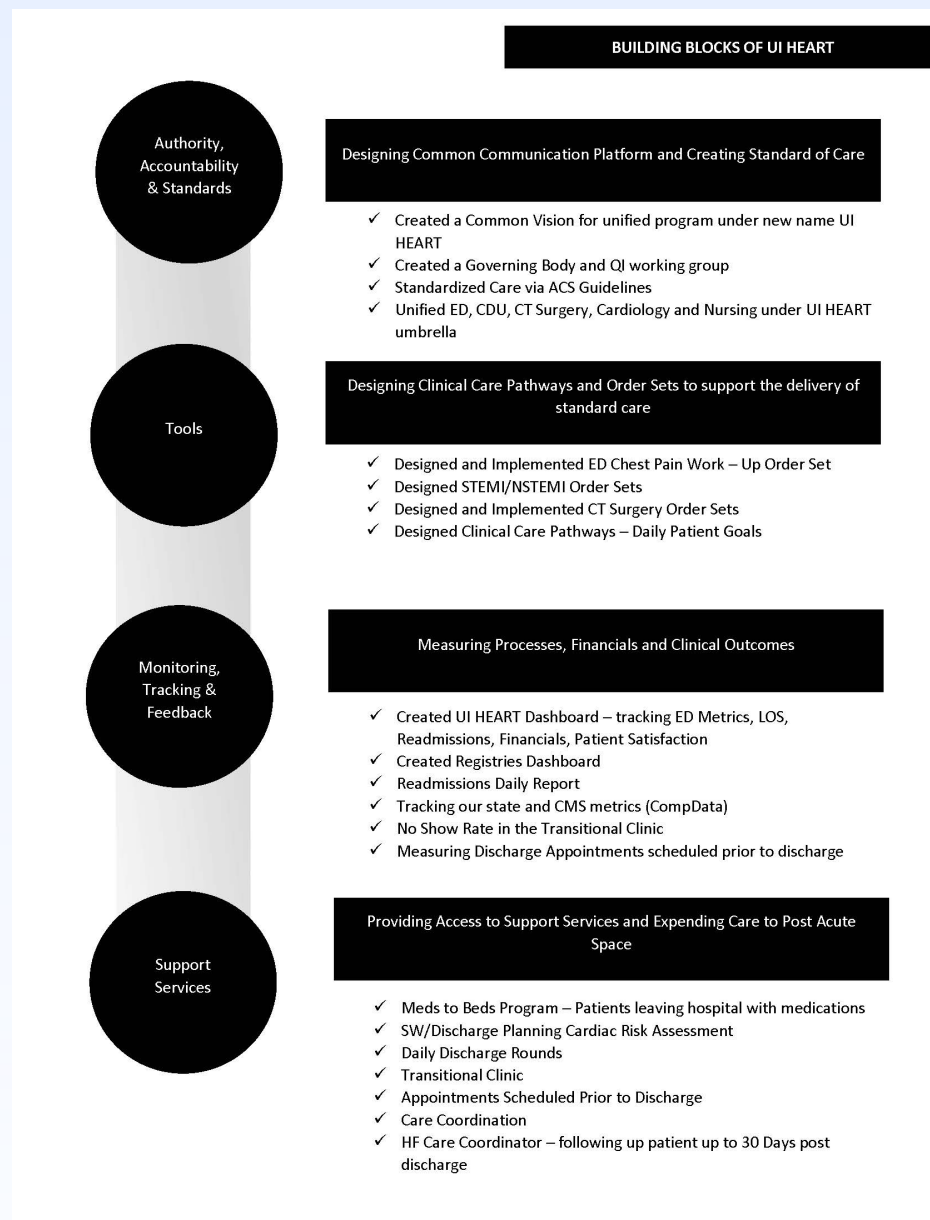 BUILDING BLOCKS OF UI HEART
Authority,
Accountability
& Standards
Designing Common Communication Platform and Creating Standard of Care
✓ Created a Common Vision for unified program under new name UI
HEART
✓ Created a Governing Body and QI working group
✓ Standardized Care via ACS Guidelines
✓ Unified ED, CDU, CT Surgery, Cardiology and Nursing under UI HEART
umbrella
Tools
Designing Clinical Care Pathways and Order Sets to support the delivery of
standard care
✓ Designed and Implemented ED Chest Pain Work – Up Order Set
✓ Designed STEMI/NSTEMI Order Sets
✓ Designed and Implemented CT Surgery Order Sets
✓ Designed Clinical Care Pathways – Daily Patient Goals
Monitoring,
Tracking &
Feedback
Measuring Processes, Financials and Clinical Outcomes
✓ Created UI HEART Dashboard – tracking ED Metrics, LOS,
Readmissions, Financials, Patient Satisfaction
✓ Created Registries Dashboard
✓ Readmissions Daily Report
✓ Tracking our state and CMS metrics (CompData)
✓ No Show Rate in the Transitional Clinic
✓ Measuring Discharge Appointments scheduled prior to discharge
Support
Services
Providing Access to Support Services and Expending Care to Post Acute
Space
✓ Meds to Beds Program – Patients leaving hospital with medications
✓ SW/Discharge Planning Cardiac Risk Assessment
✓ Daily Discharge Rounds
✓ Transitional Clinic
✓ Appointments Scheduled Prior to Discharge
✓ Care Coordination
✓ HF Care Coordinator – following up patient up to 30 Days post
discharge